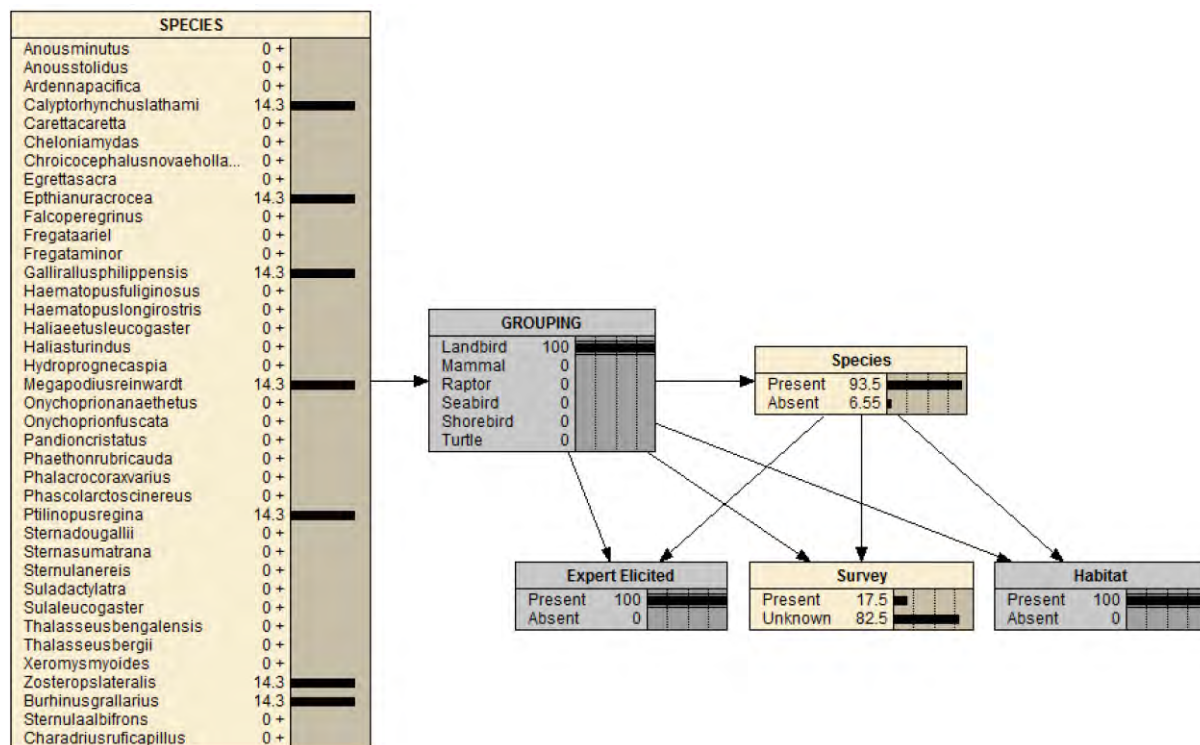 SPECIES
Anousminutus 0 +
Anousstolidus 0 +
Ardennapacifica 0 +
Calyptorhynchuslathami 14.3
Carettacaretta 0 +
Cheloniamydas 0 +
Chroicocephalusnovaeholla... 0 +
Egrettasacra 0 +
Epthianuracrocea 14.3
Falcoperegrinus 0 +
Fregataariel 0 +
Fregataminor 0 +
Gallirallusphilippensis 14.3
Haematopusfuliginosus 0 +
Haematopuslongirostris 0 +
Haliaeetusleucogaster 0 +
Haliasturindus 0 +
Hydroprognecaspia 0 +
Megapodiusreinwardt 14.3
Onychoprionanaethetus 0 +
Onychoprionfuscata 0 +
Pandioncristatus 0 +
Phaethonrubricauda 0 +
Phalacrocoraxvarius 0 +
Phascolarctoscinereus 0 +
Ptilinopusregina 14.3
Sternadougallii 0 +
Sternasumatrana 0 +
Sternulanereis 0 +
Suladactylatra 0 +
Sulaleucogaster 0 +
Thalasseusbengalensis 0 +
Thalasseusbergii 0 +
Xeromysmyoides 0 +
Zosteropslateralis 14.3
Burhinusgrallarius 14.3
Sternulaalbifrons 0 +
Charadriusruficapillus 0 +
GROUPING
Landbird 100
Mammal 0
Raptor 0
Seabird 0
Shorebird 0
Turtle 0
Species
Present 93.5
Absent 6.55
Expert Elicited
Present 100
Absent 0
Survey
Present 17.5
Unknown 82.5
Habitat
Present 100
Absent 0